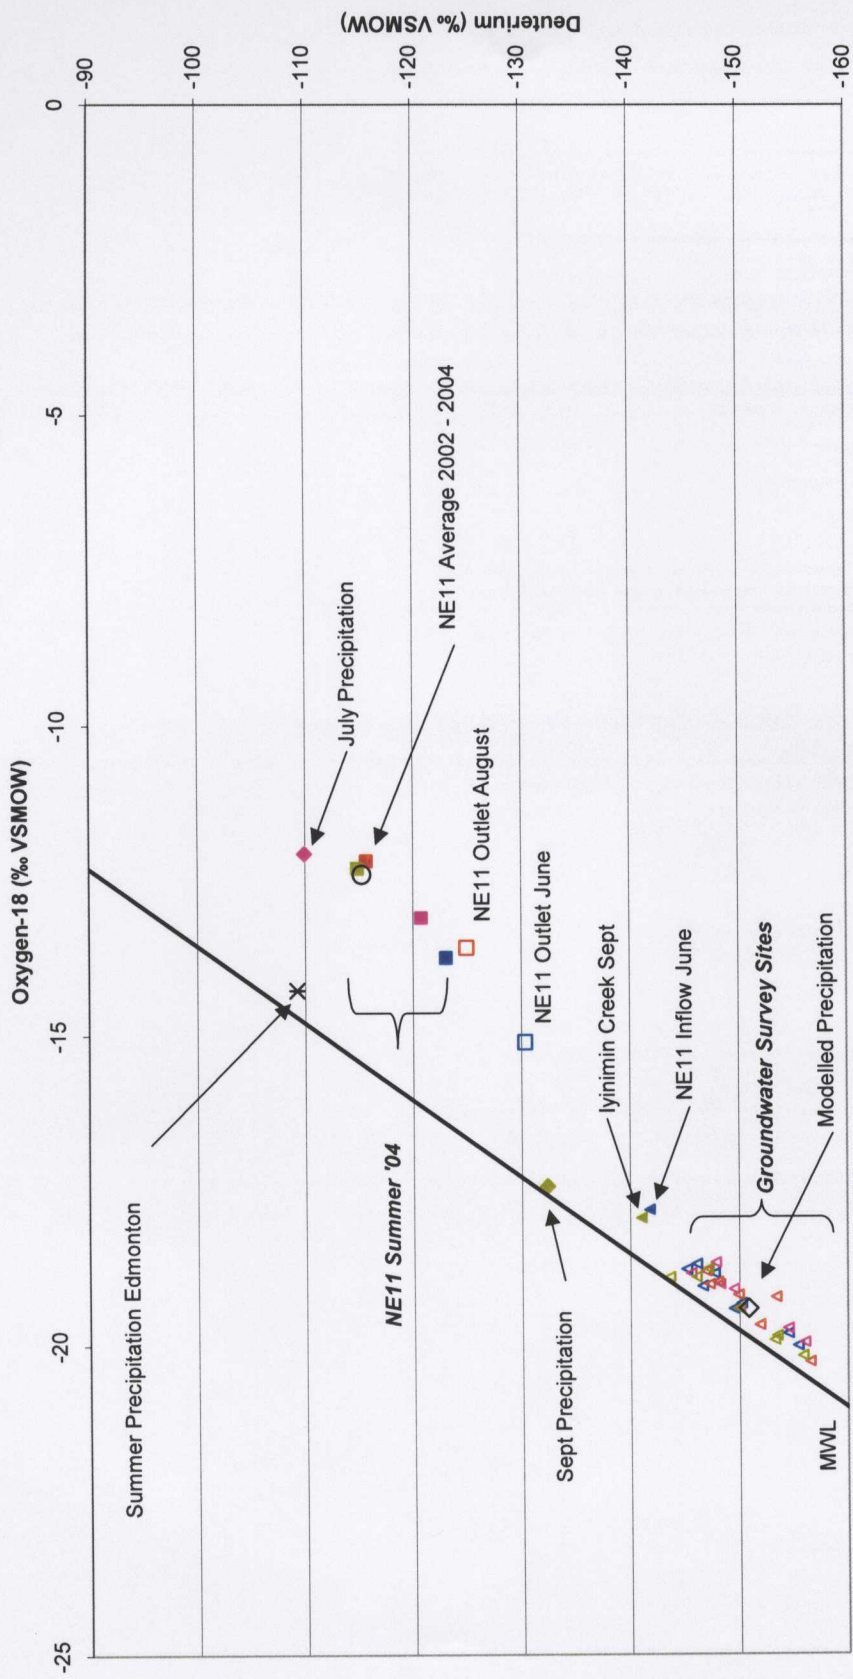 Oxygen-18 (‰ VSMOW)
-25
-20
-15
-10
-5
0
-90
-100
-110
-120
-130
-140
-150
-160
Deuterium (‰ VSMOW)
Summer Precipitation Edmonton
July Precipitation
NE11 Average 2002 - 2004
NE11 Summer '04
NE11 Outlet August
NE11 Outlet June
Sept Precipitation
Iyinimin Creek Sept
NE11 Inflow June
Groundwater Survey Sites
Modelled Precipitation
MWL